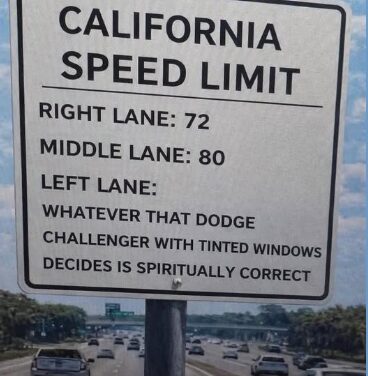 CALIFORNIA
SPEED LIMIT
RIGHT LANE: 72
MIDDLE LANE: 80
LEFT LANE:
WHATEVER THAT DODGE
CHALLENGER WITH TINTED WINDOWS
DECIDES IS SPIRITUALLY CORRECT